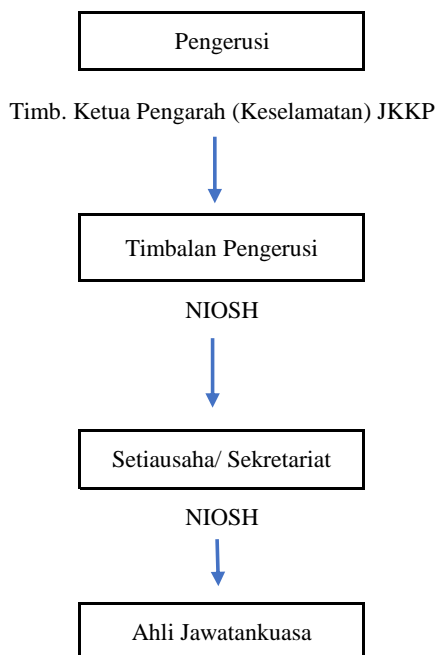 Pengerusi
Timb. Ketua Pengarah (Keselamatan) JKKP
Timbalan Pengerusi
NIOSH
Setiausaha/ Sekretariat
NIOSH
Ahli Jawatankuasa